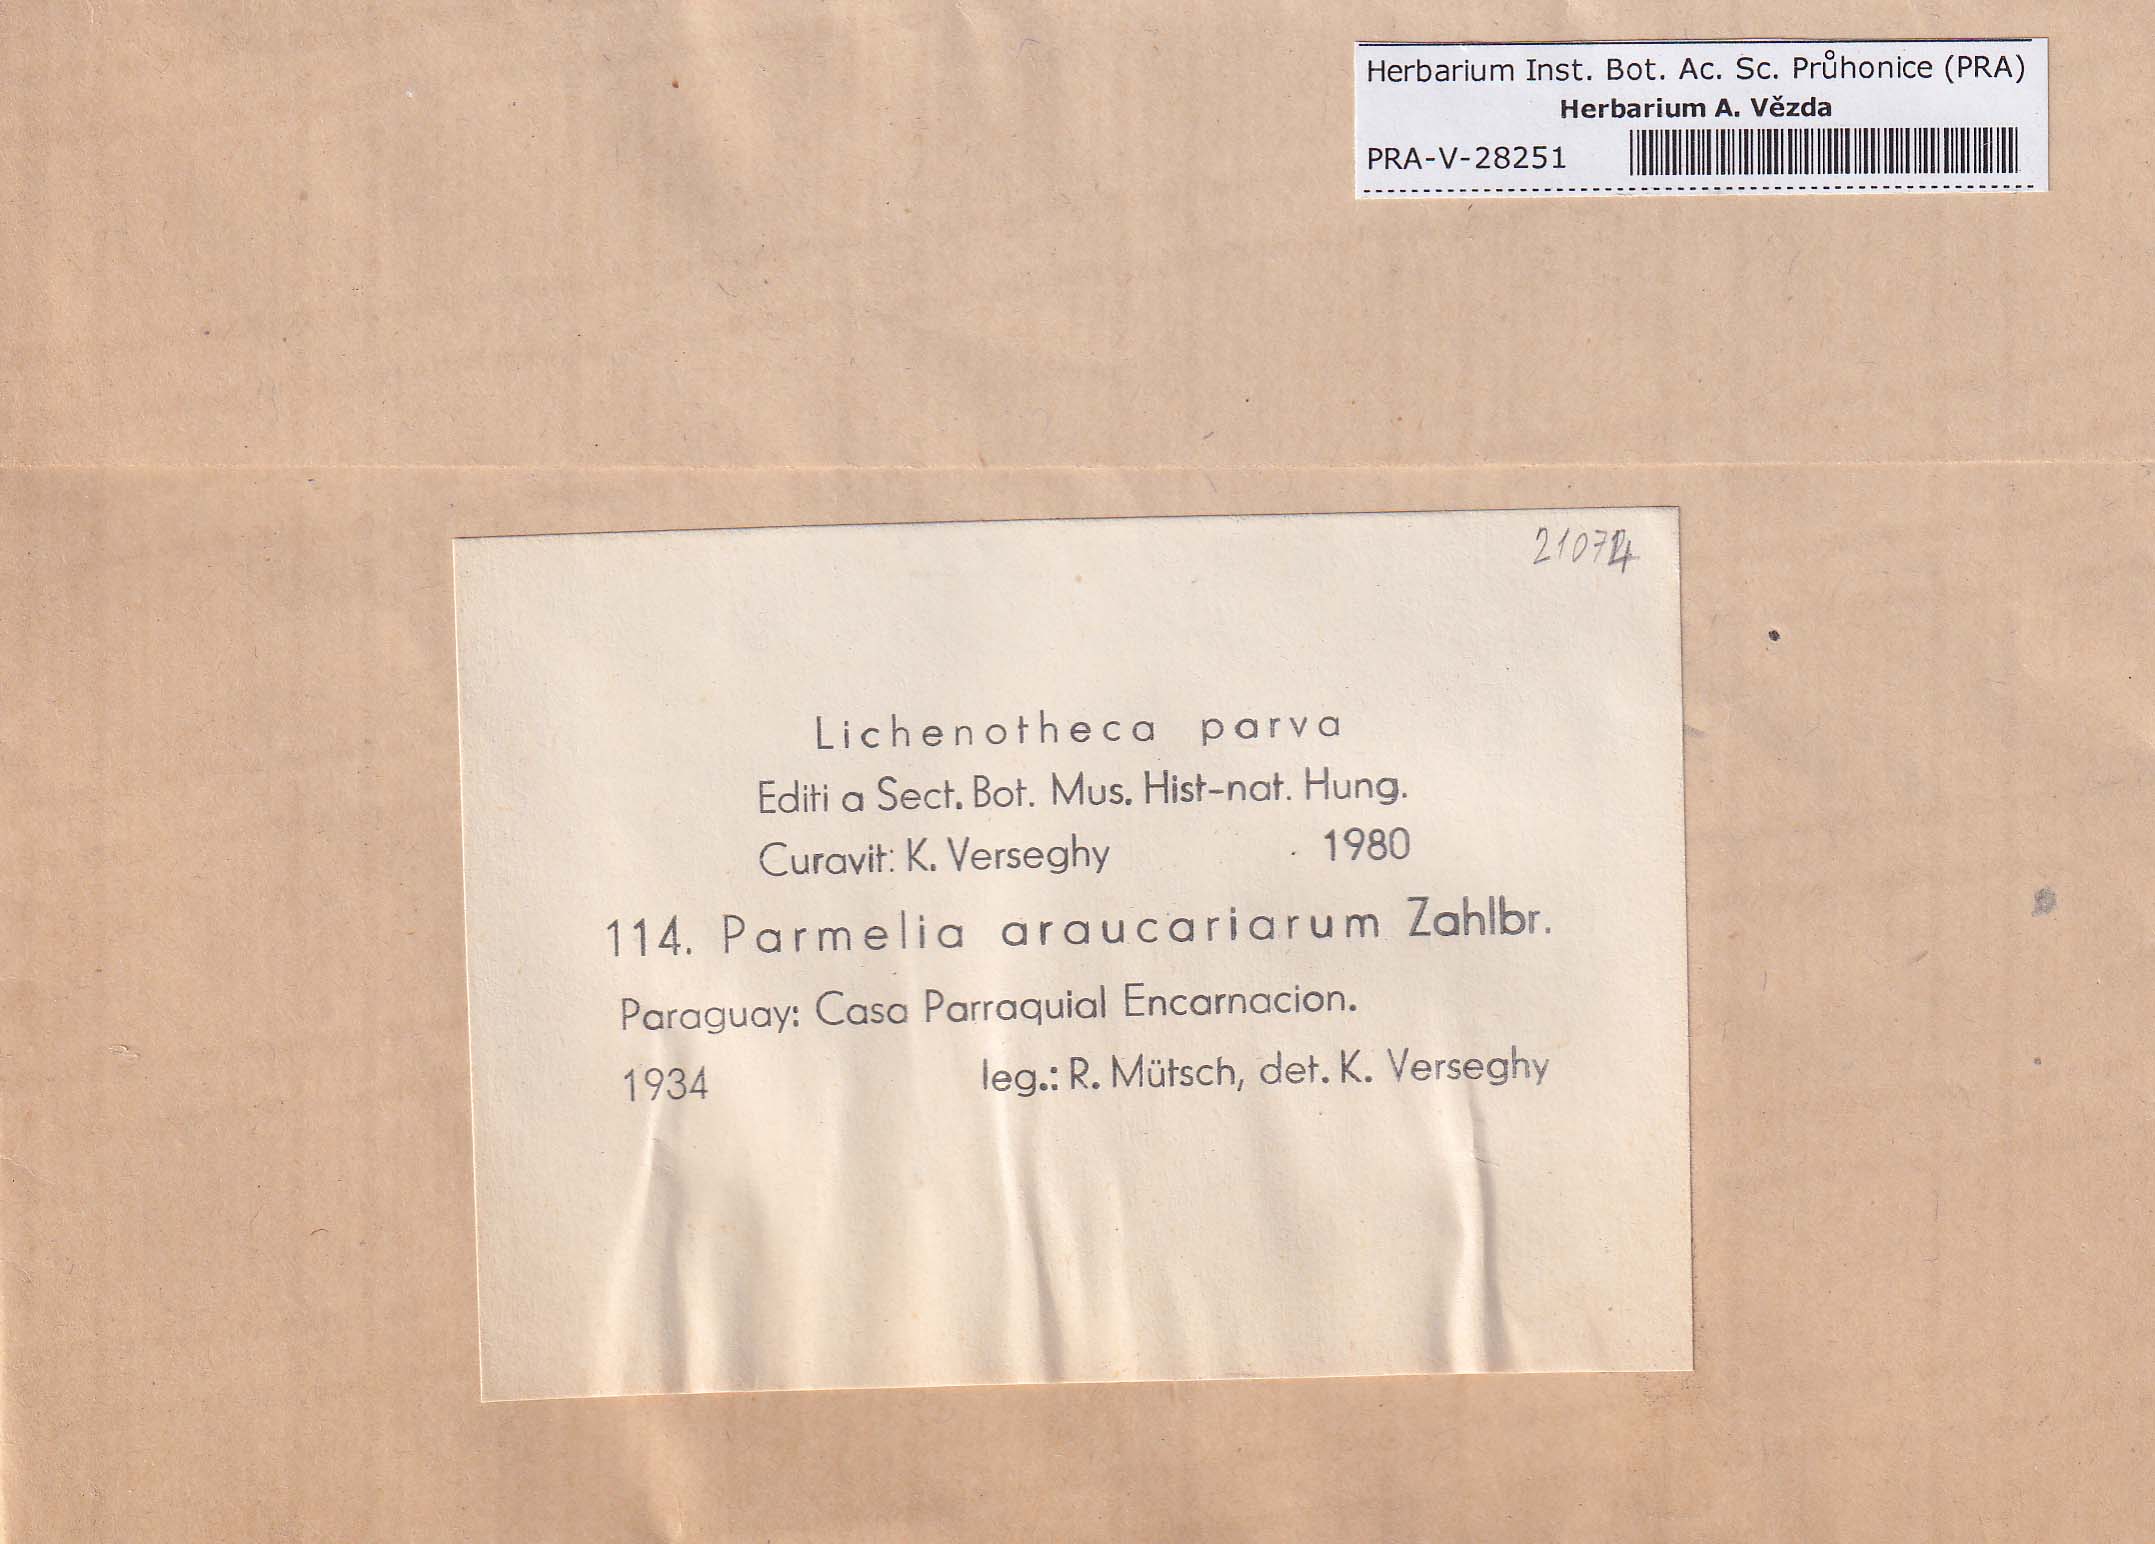 Herbarium Inst. Bot. Ac. Sc. Průhonice (PRA)
Herbarium A. Vězda
PRA-V-28251
Lichenotheca parva
Editi a Sect. Bot. Mus. Hist-nat. Hung.
Curavit: K. Verseghy 1980
114. Parmelia araucariarum Zahlbr.
Paraguay: Casa Parraquial Encarnacion.
1934 leg.: R. Mütsch, det. K. Verseghy